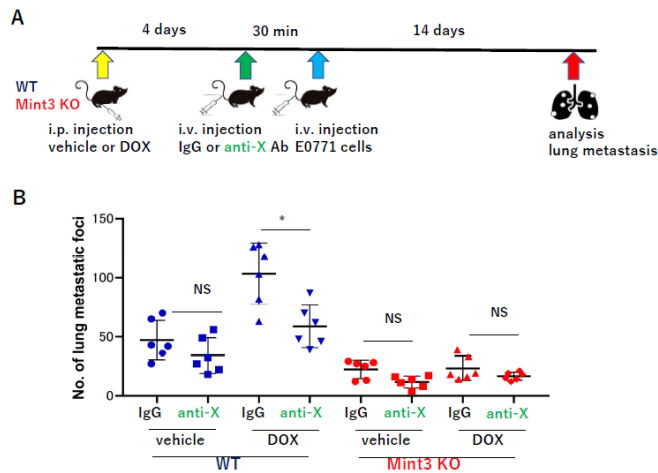 A
4 days
30 min
14 days
WT
Mint3 KO
i.p. injection
vehicle or DOX
i.v. injection
IgG or anti-X Ab
i.v. injection
E0771 cells
analysis
lung metastasis
B
No. of lung metastatic foci
150
100
50
0
NS
*
NS
NS
IgG anti-X IgG anti-X IgG anti-X IgG anti-X
vehicle DOX vehicle DOX
WT Mint3 KO